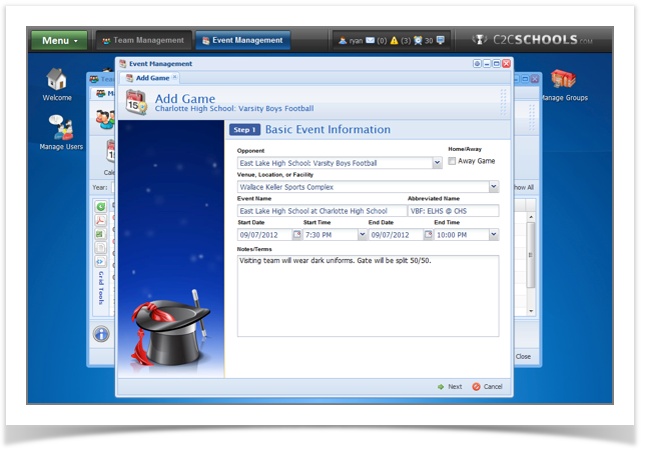 Menu
Team Management
Event Management
ryan (0) (3) 30
C2CSCHOOLS.COM
Welcome
Manage Users
Manage Groups
Event Management
Add Game
Add Game
Charlotte High School: Varsity Boys Football
15
Step 1 Basic Event Information
Opponent Home/Away
East Lake High School: Varsity Boys Football Away Game
Venue, Location, or Facility
Wallace Keller Sports Complex
Event Name Abbreviated Name
East Lake High School at Charlotte High School VBF: ELHS @ CHS
Start Date Start Time End Date End Time
09/07/2012 7:30 PM 09/07/2012 10:00 PM
Notes/Terms
Visiting team will wear dark uniforms. Gate will be split 50/50.
Year:
Grid Tools
Close
Next Cancel